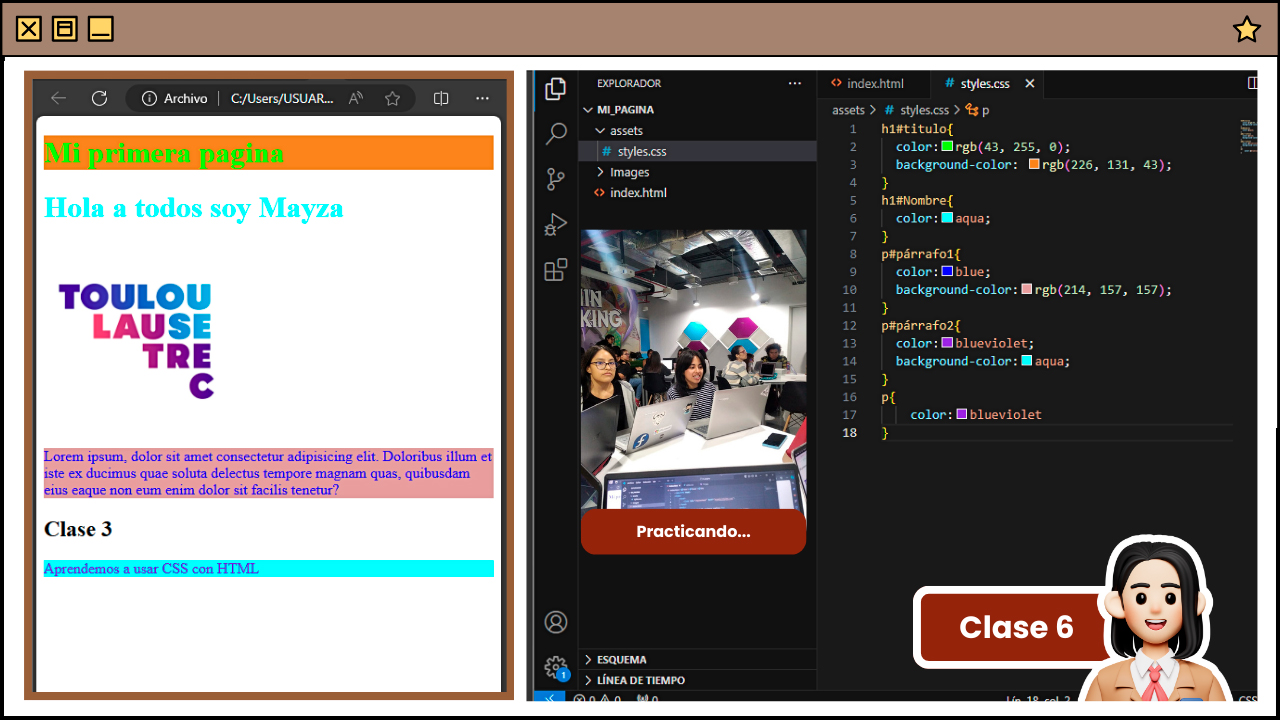 Archivo
C:/Users/USUAR...
Mi primera pagina
Hola a todos soy Mayza
TOULOU
LAUSE
TRE
C
Lorem ipsum, dolor sit amet consectetur adipisicing elit. Doloribus illum et
iste ex ducimus quae soluta delectus tempore magnam quas, quibusdam
eius eaque non eum enim dolor sit facilis tenetur?
Clase 3
Aprendemos a usar CSS con HTML
EXPLORADOR
MI_PAGINA
assets
# styles.css
Images
<> index.html
KING
Practicando...
ESQUEMA
LÍNEA DE TIEMPO
1
0 0 0
<> index.html
# styles.css
assets > # styles.css > p
1 h1#titulo{
2 color: rgb(43, 255, 0);
3 background-color: rgb(226, 131, 43);
4 }
5 h1#Nombre{
6 color: aqua;
7 }
8 p#párrafo1{
9 color: blue;
10 background-color: rgb(214, 157, 157);
11 }
12 p#párrafo2{
13 color: blueviolet;
14 background-color: aqua;
15 }
16 p{
17 color: blueviolet
18 }
Clase 6
Lín. 18, col. 2
CSS